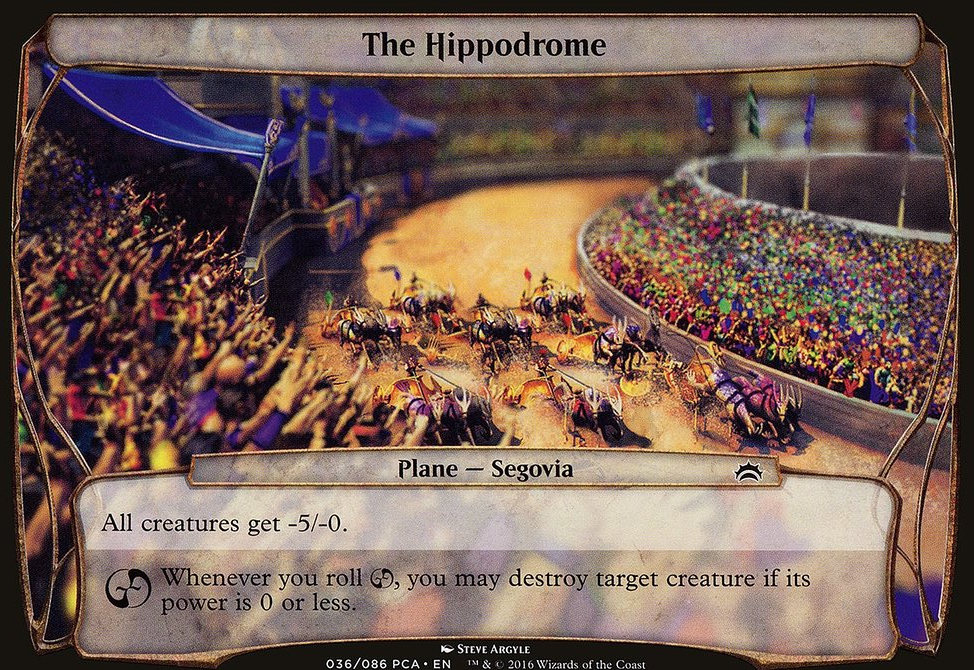 The Hippodrome
Plane — Segovia
All creatures get -5/-0.
Whenever you roll , you may destroy target creature if its
power is 0 or less.
STEVE ARGYLE
036/086 PCA • EN ™ & © 2016 Wizards of the Coast